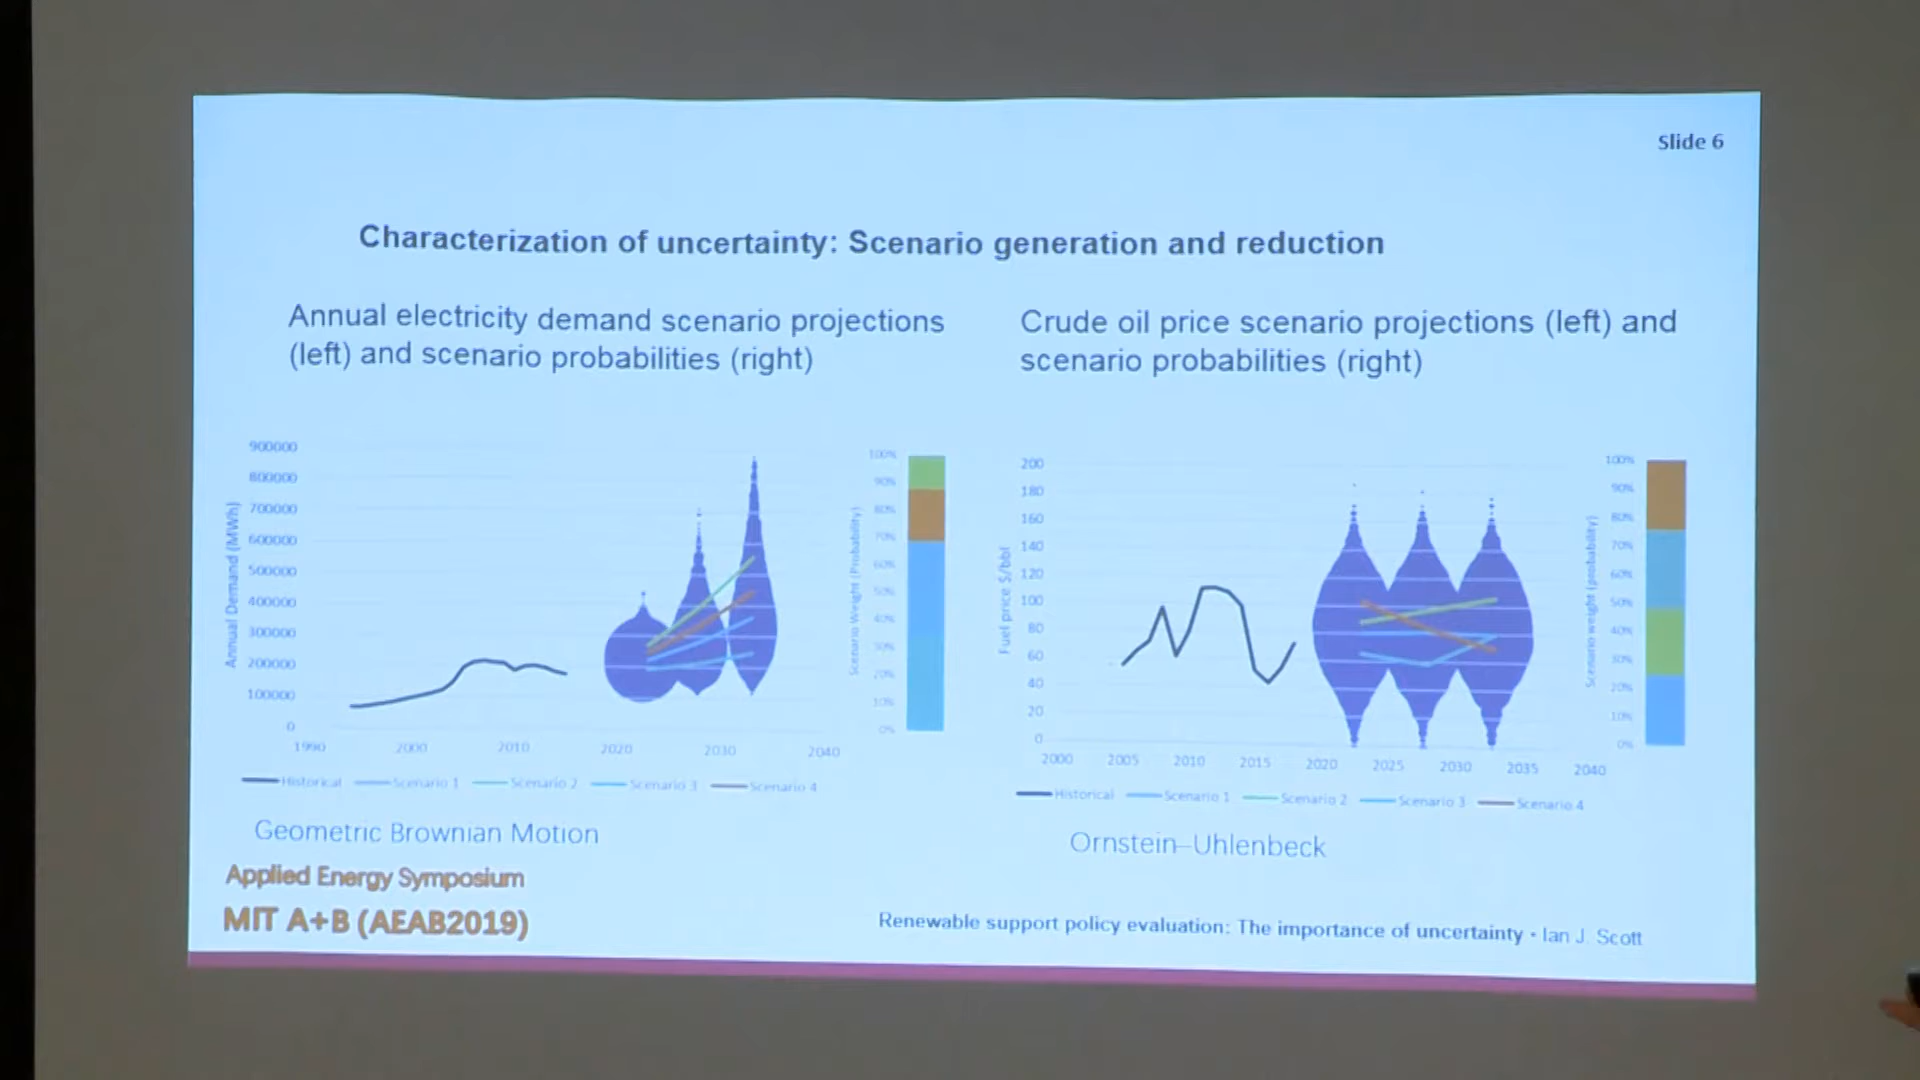 Slide 6
Characterization of uncertainty: Scenario generation and reduction
Annual electricity demand scenario projections
(left) and scenario probabilities (right)
Annual Demand (MWh)
900000
800000
700000
600000
500000
400000
300000
200000
100000
0
1990
2000
2010
2020
2030
2040
Historical
Scenario 1
Scenario 2
Scenario 3
Scenario 4
Scenario Weight (Probability)
100%
90%
80%
70%
60%
50%
40%
30%
20%
10%
0%
Geometric Brownian Motion
Crude oil price scenario projections (left) and
scenario probabilities (right)
Fuel price $/bbl
200
180
160
140
120
100
80
60
40
20
0
2000
2005
2010
2015
2020
2025
2030
2035
2040
Historical
Scenario 1
Scenario 2
Scenario 3
Scenario 4
Scenario weight (probability)
100%
90%
80%
70%
60%
50%
40%
30%
20%
10%
0%
Ornstein–Uhlenbeck
Applied Energy Symposium
MIT A+B (AEAB2019)
Renewable support policy evaluation: The importance of uncertainty • Ian J. Scott